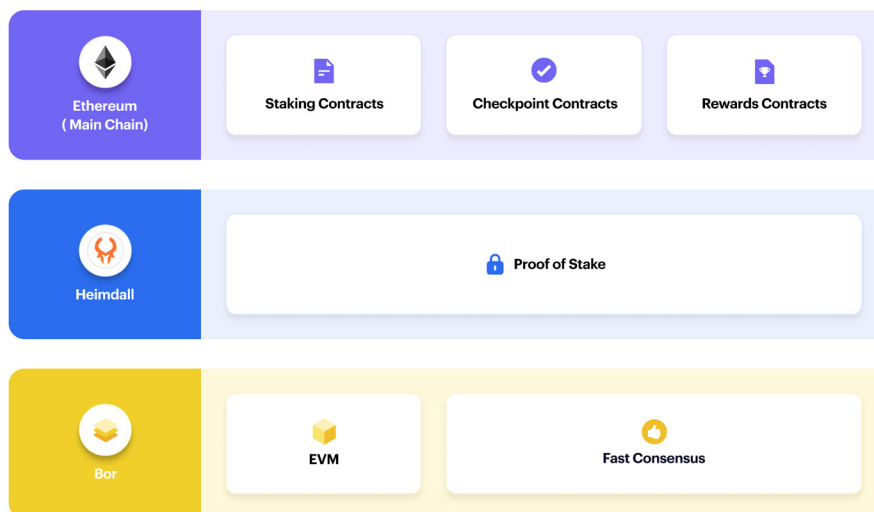 Ethereum
( Main Chain)
Staking Contracts
Checkpoint Contracts
Rewards Contracts
Heimdall
Proof of Stake
Bor
EVM
Fast Consensus